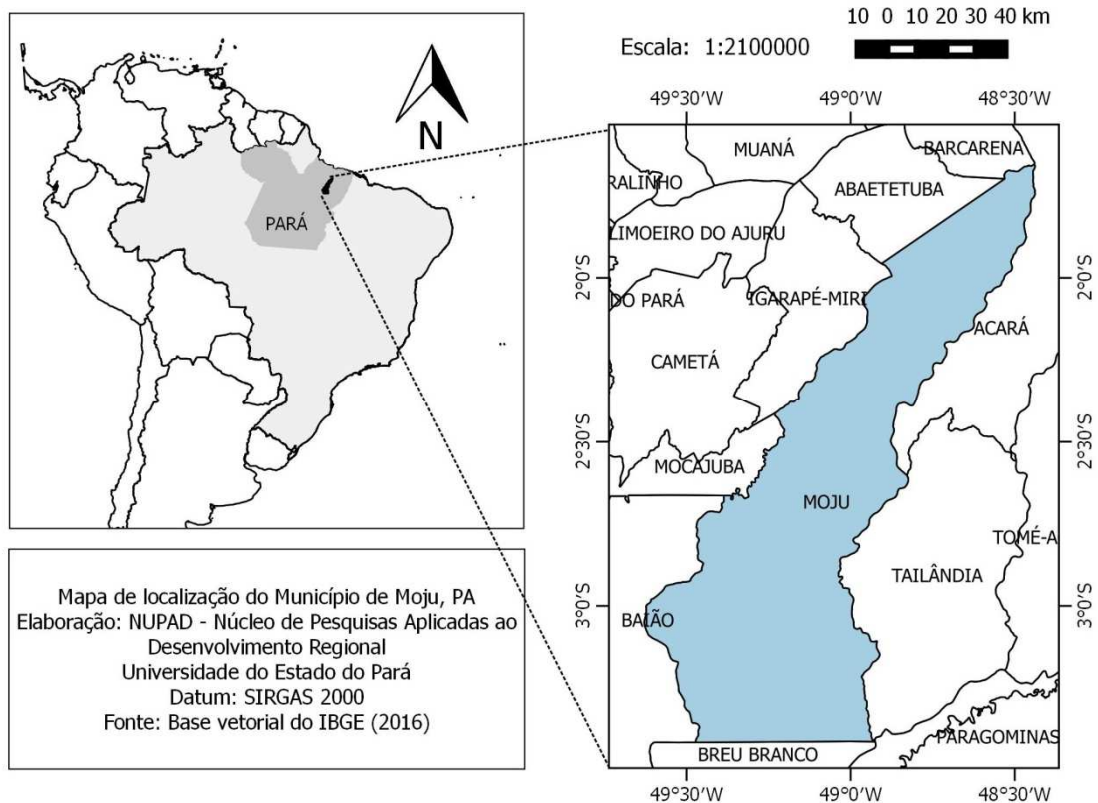 10 0 10 20 30 40 km
Escala: 1:2100000
N
PARÁ
49°30'W 49°0'W 48°30'W
MUANÁ
BARCARENA
RALINHO
ABAETETUBA
LIMOEIRO DO AJURU
2°0'S
2°0'S
DO PARÁ
IGARAPÉ-MIRI
ACARÁ
CAMETÁ
2°30'S
2°30'S
MOCAJUBA
MOJU
TOMÉ-A
TAILÂNDIA
3°0'S
3°0'S
BAIÃO
PARAGOMINAS
BREU BRANCO
49°30'W 49°0'W 48°30'W
Mapa de localização do Município de Moju, PA
Elaboração: NUPAD - Núcleo de Pesquisas Aplicadas ao
Desenvolvimento Regional
Universidade do Estado do Pará
Datum: SIRGAS 2000
Fonte: Base vetorial do IBGE (2016)